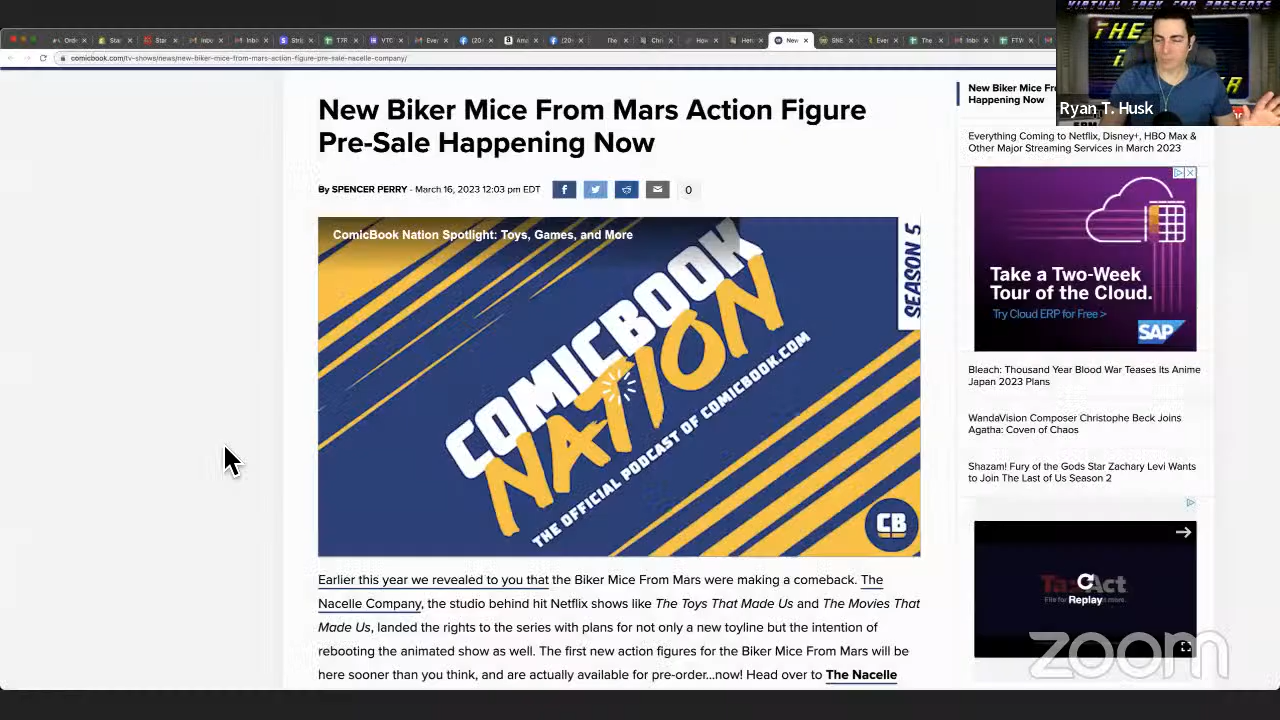 VIRTUAL TREK CON PRESENTS
THE
Ryan T. Husk
comicbook.com/tv-shows/news/new-biker-mice-from-mars-action-figure-pre-sale-nacelle-company/
New Biker Mice From Mars Action Figure
Pre-Sale Happening Now
By SPENCER PERRY - March 16, 2023 12:03 pm EDT
0
ComicBook Nation Spotlight: Toys, Games, and More
SEASON 5
COMICBOOK
NATION
THE OFFICIAL PODCAST OF COMICBOOK.COM
CB
Earlier this year we revealed to you that the Biker Mice From Mars were making a comeback. The
Nacelle Company, the studio behind hit Netflix shows like The Toys That Made Us and The Movies That
Made Us, landed the rights to the series with plans for not only a new toyline but the intention of
rebooting the animated show as well. The first new action figures for the Biker Mice From Mars will be
here sooner than you think, and are actually available for pre-order...now! Head over to The Nacelle
New Biker Mice Fr
Happening Now
Everything Coming to Netflix, Disney+, HBO Max &
Other Major Streaming Services in March 2023
Take a Two-Week
Tour of the Cloud.
Try Cloud ERP for Free >
SAP
Bleach: Thousand Year Blood War Teases Its Anime
Japan 2023 Plans
WandaVision Composer Christophe Beck Joins
Agatha: Coven of Chaos
Shazam! Fury of the Gods Star Zachary Levi Wants
to Join The Last of Us Season 2
TaxAct
Replay
zoom